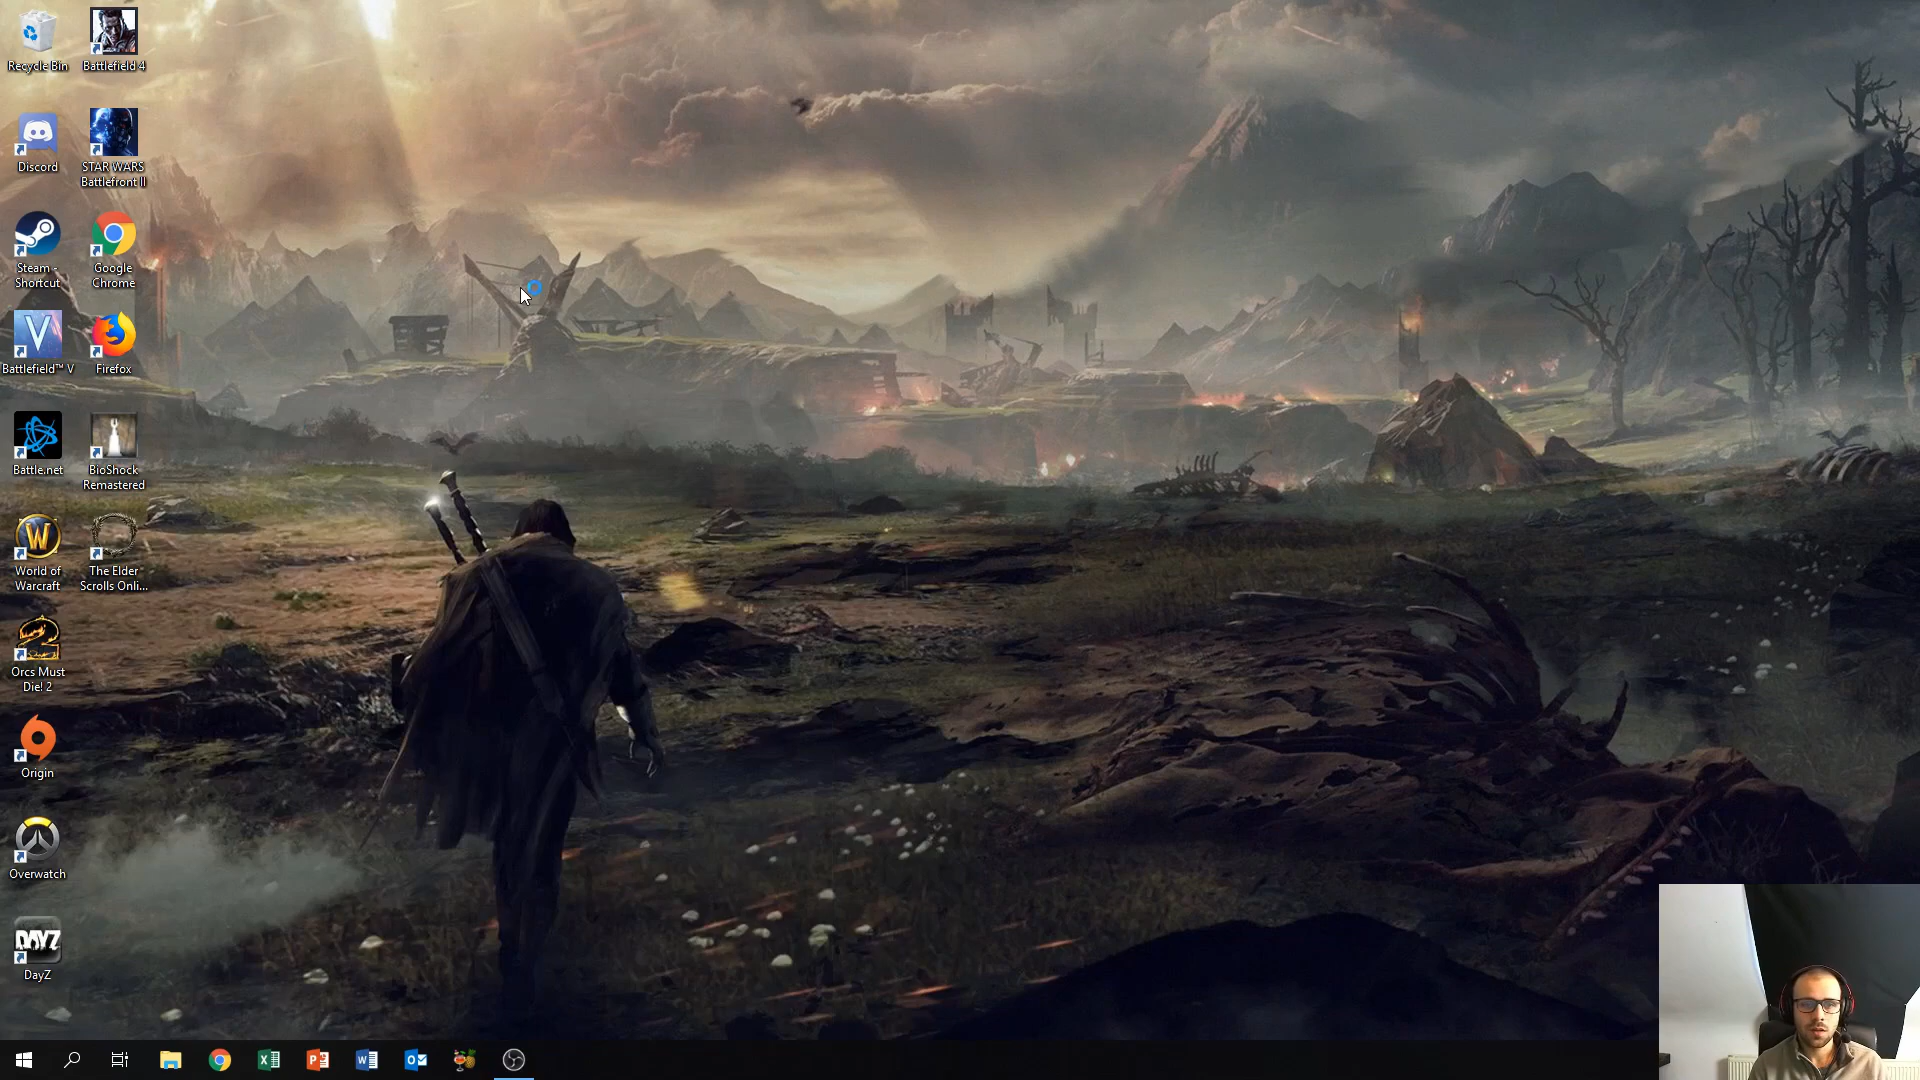 Recycle Bin
Battlefield 4
Discord
STAR WARS
Battlefront II
Steam -
Shortcut
Google
Chrome
V
Battlefield™ V
Firefox
Battle.net
BioShock
Remastered
W
World of
Warcraft
The Elder
Scrolls Onli...
2
Orcs Must
Die! 2
Origin
Overwatch
DAYZ
DayZ